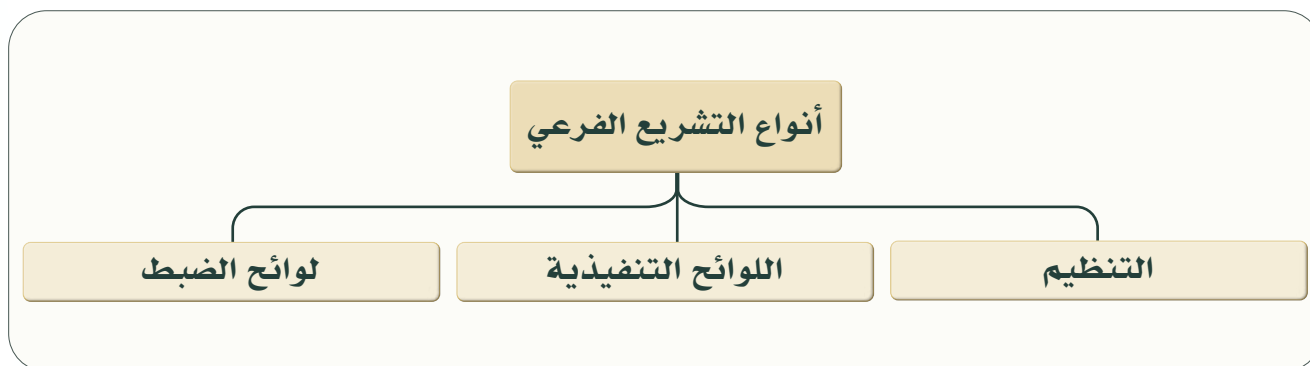 أنواع التشريع الفرعي
التنظيم
اللوائح التنفيذية
لوائح الضبط